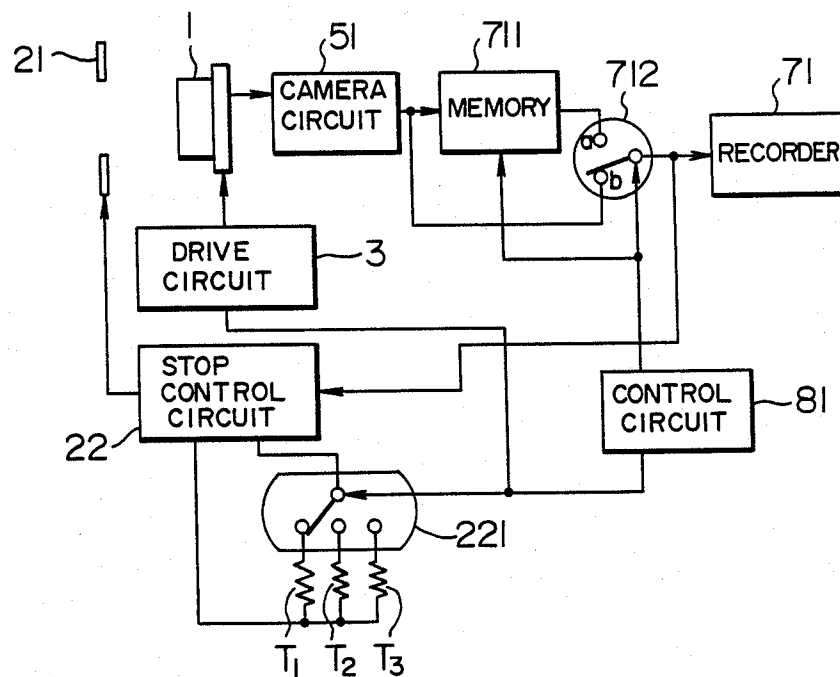 21
1
51
711
712
71
CAMERA
CIRCUIT
MEMORY
a
b
RECORDER
DRIVE
CIRCUIT
3
STOP
CONTROL
CIRCUIT
22
CONTROL
CIRCUIT
81
221
T1
T2
T3